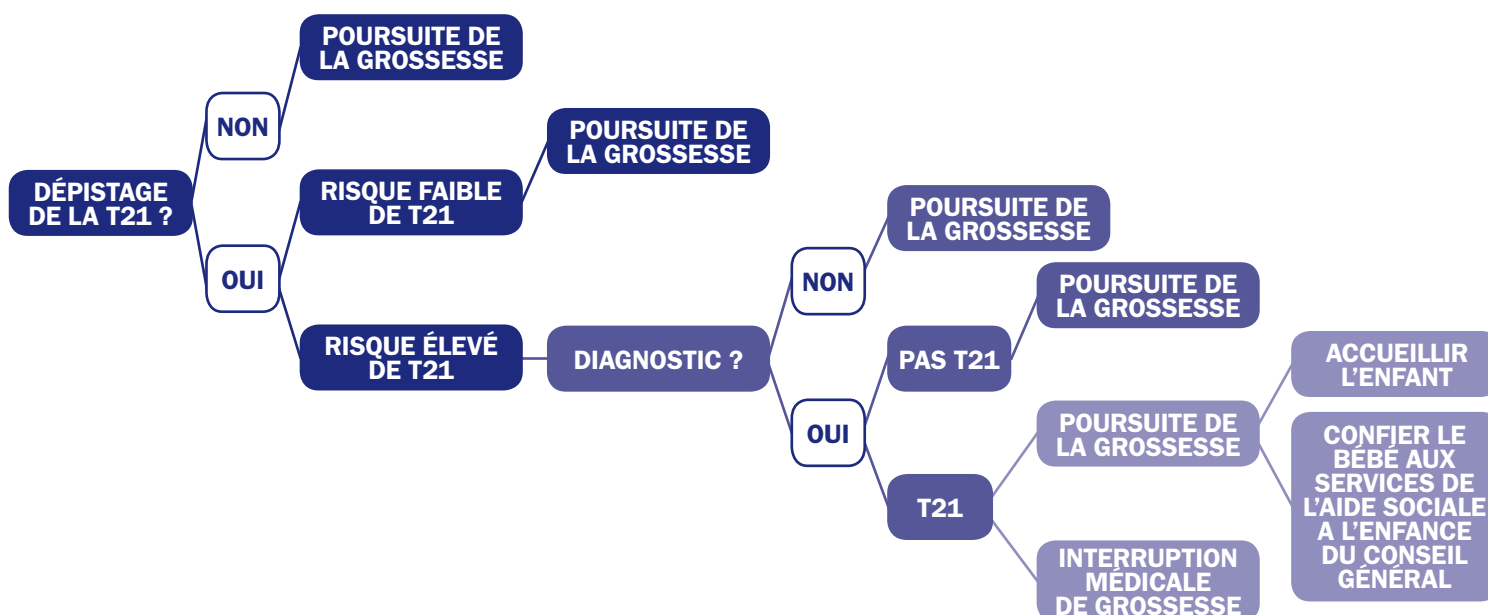 POURSUITE DE
LA GROSSESSE
NON
POURSUITE DE
LA GROSSESSE
DÉPISTAGE
DE LA T21 ?
RISQUE FAIBLE
DE T21
POURSUITE DE
LA GROSSESSE
OUI
NON
POURSUITE DE
LA GROSSESSE
RISQUE ÉLEVÉ
DE T21
DIAGNOSTIC ?
PAS T21
ACCUEILLIR
L'ENFANT
OUI
POURSUITE DE
LA GROSSESSE
CONFIER LE
BÉBÉ AUX
SERVICES DE
L'AIDE SOCIALE
A L'ENFANCE
DU CONSEIL
GÉNÉRAL
T21
INTERRUPTION
MÉDICALE
DE GROSSESSE